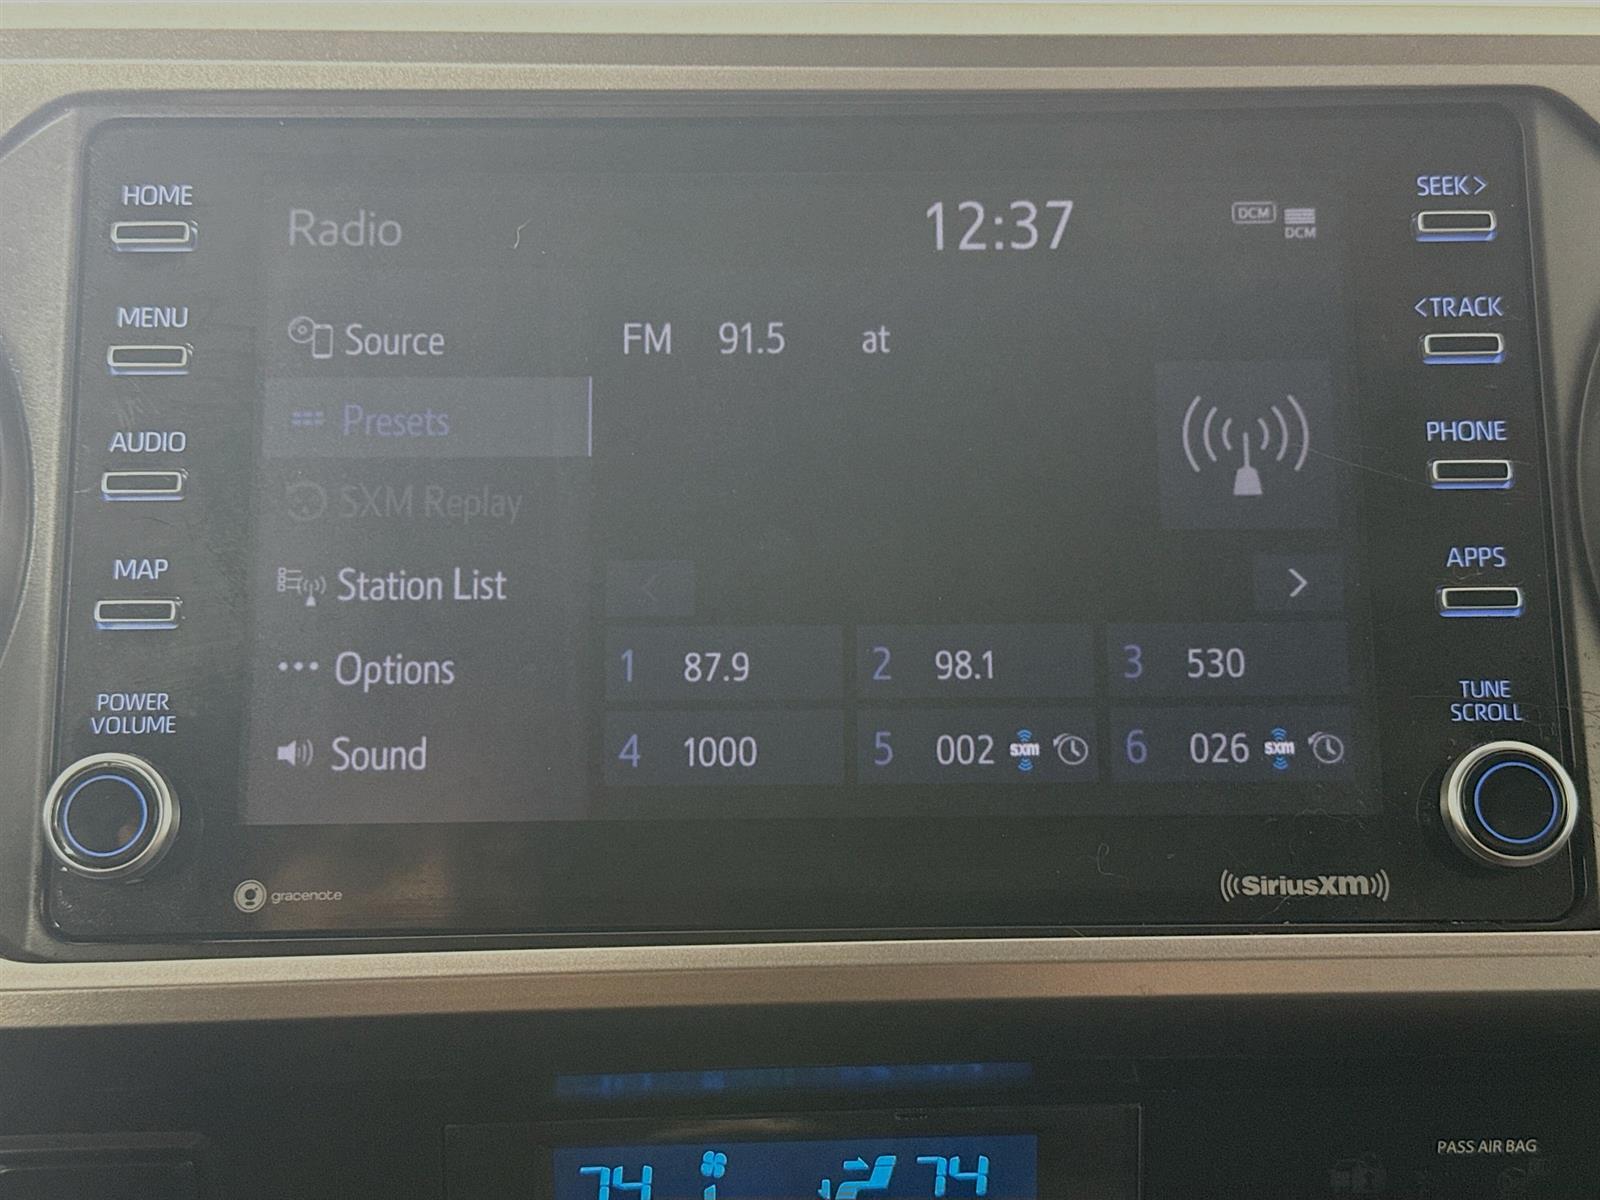 HOME
MENU
AUDIO
MAP
POWER
VOLUME
Radio
12:37
DCM
DCM
Source
FM 91.5 at
Presets
SXM Replay
Station List
<
>
Options
Sound
1 87.9
2 98.1
3 530
4 1000
5 002 SXM
6 026 SXM
SEEK >
< TRACK
PHONE
APPS
TUNE
SCROLL
gracenote
((SiriusXM))
74
74
PASS AIR BAG